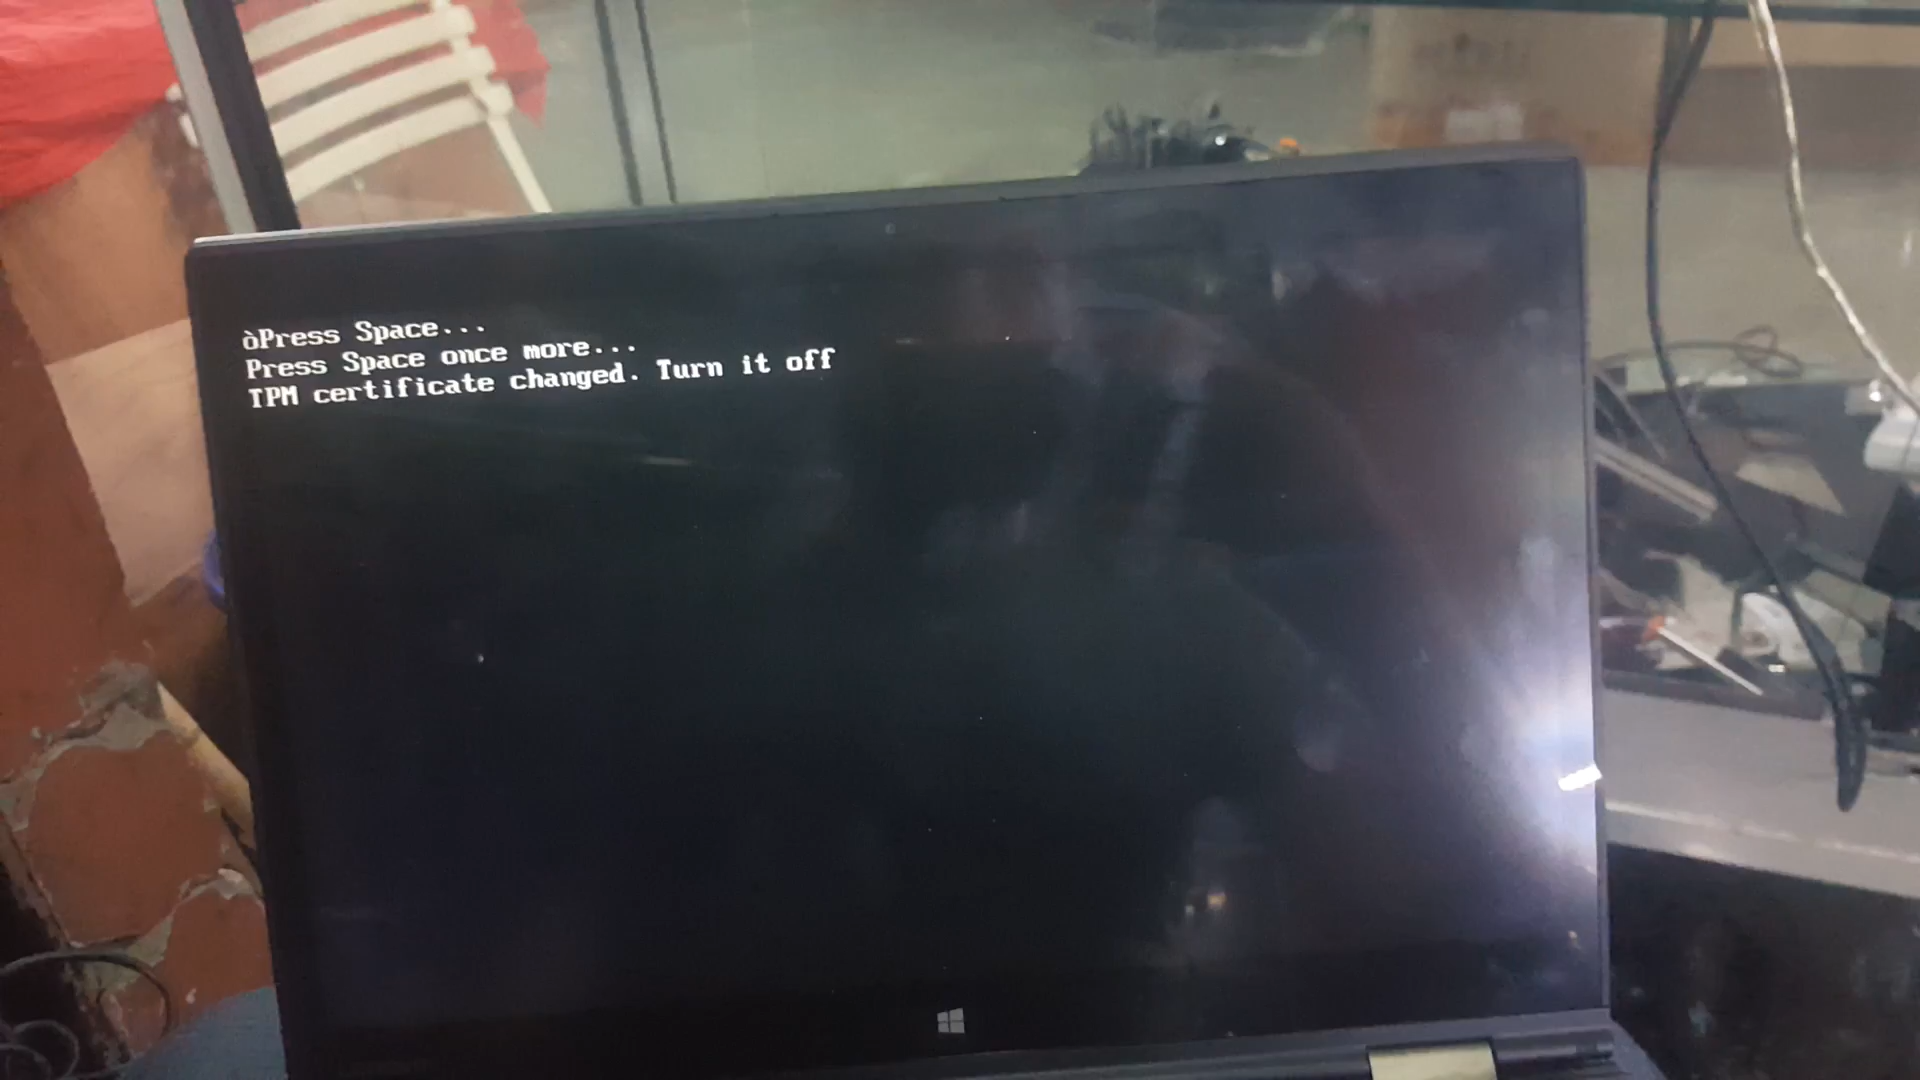 òPress Space...
Press Space once more...
TPM certificate changed. Turn it off